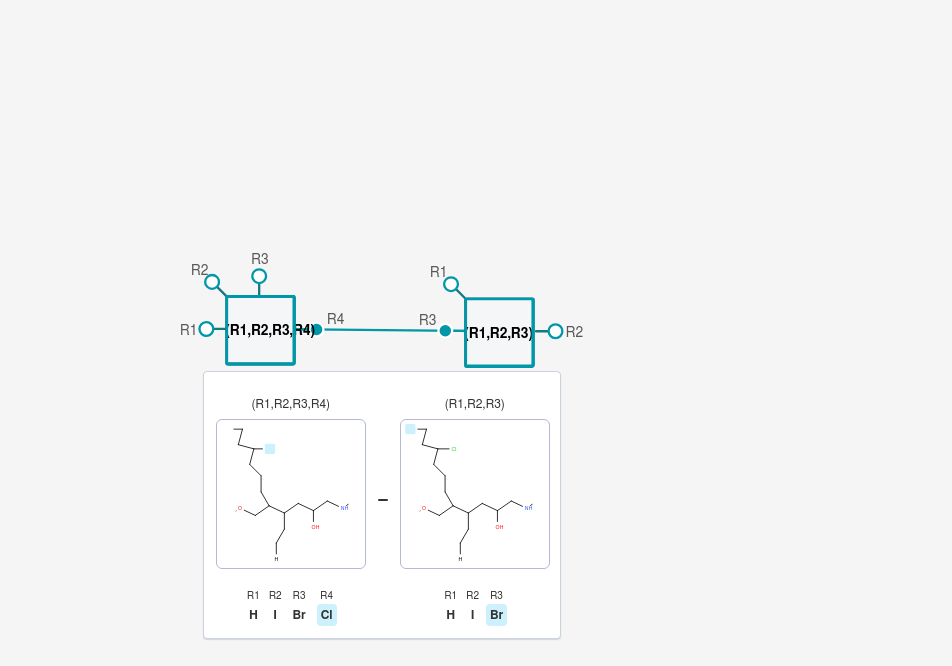 R3
R2
R1
(R1,R2,R3,R4)
R4
R3
R1
(R1,R2,R3)
R2
(R1,R2,R3,R4)
(R1,R2,R3)
Cl
O
NH
OH
H
O
NH
OH
H
R1 R2 R3 R4
H I Br Cl
R1 R2 R3
H I Br